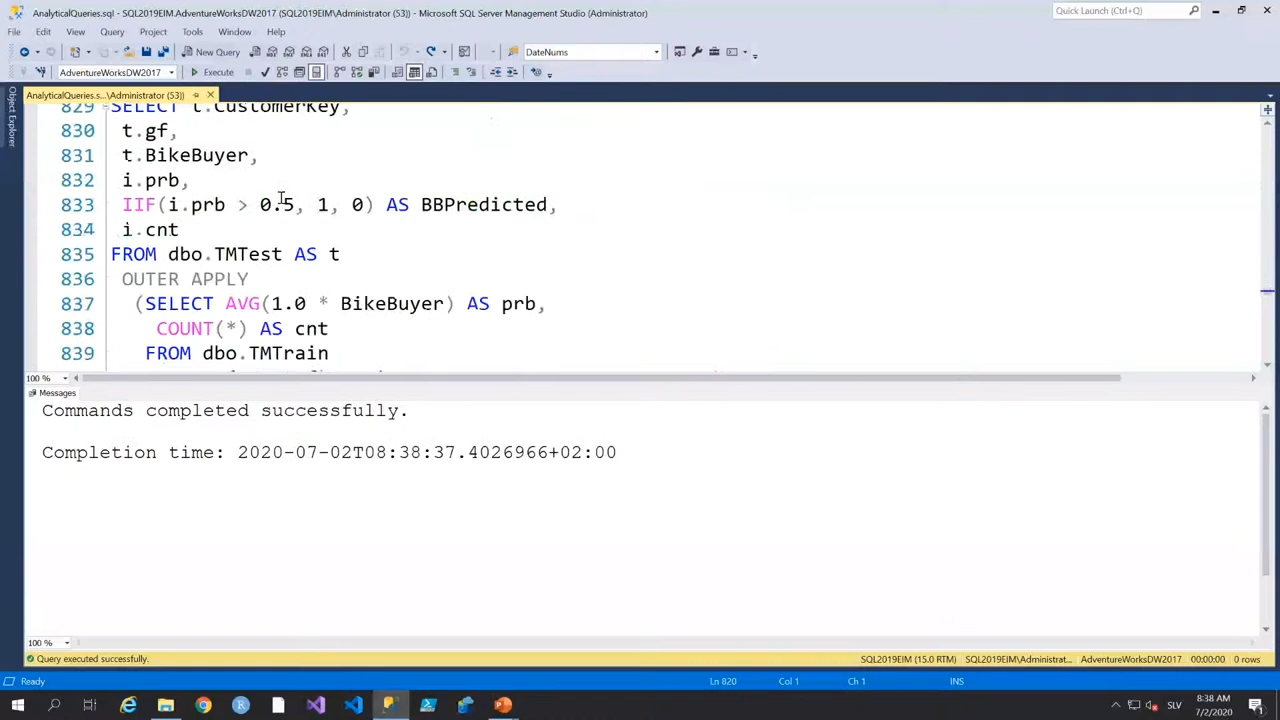 AnalyticalQueries.sql - SQL2019EIM.AdventureWorksDW2017 (SQL2019EIM\Administrator (53)) - Microsoft SQL Server Management Studio (Administrator)
Quick Launch (Ctrl+Q)
File Edit View Query Project Tools Window Help
New Query
DateNums
AdventureWorksDW2017
Execute
AnalyticalQueries.s...\Administrator (53))
Object Explorer
829 SELECT t.CustomerKey,
830 t.gf,
831 t.BikeBuyer,
832 i.prb,
833 IIF(i.prb > 0.5, 1, 0) AS BBPredicted,
834 i.cnt
835 FROM dbo.TMTest AS t
836 OUTER APPLY
837 (SELECT AVG(1.0 * BikeBuyer) AS prb,
838 COUNT(*) AS cnt
839 FROM dbo.TMTrain
100 %
Messages
Commands completed successfully.
Completion time: 2020-07-02T08:38:37.4026966+02:00
100 %
Query executed successfully.
SQL2019EIM (15.0 RTM) SQL2019EIM\Administrat... AdventureWorksDW2017 00:00:00 0 rows
Ready
Ln 820 Col 1 Ch 1 INS
SLV
8:38 AM
7/2/2020
1